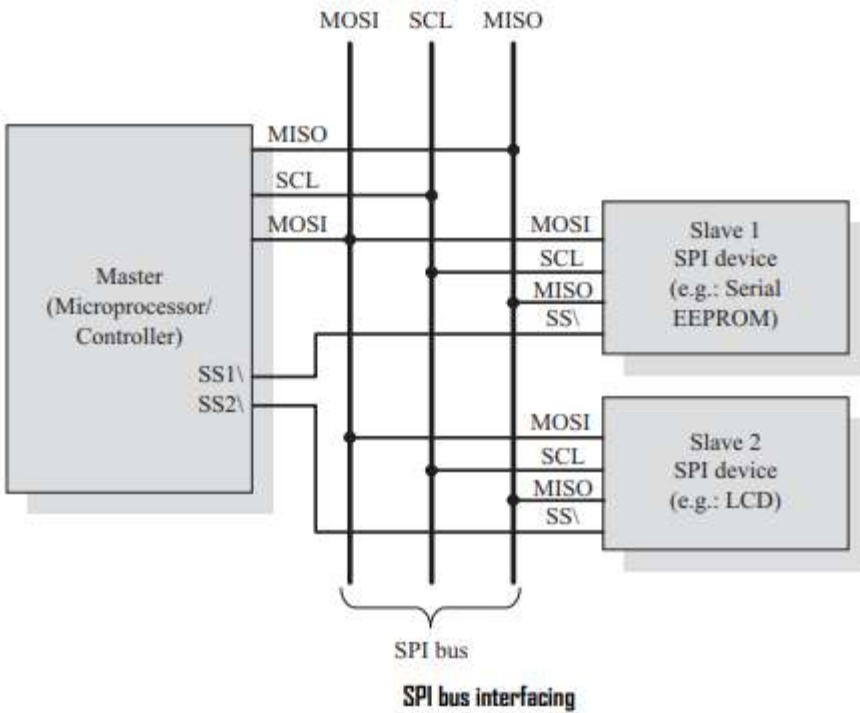 MOSI SCL MISO
MISO
SCL
MOSI
Master
(Microprocessor/
Controller)
SS1\
SS2\
MOSI
SCL
MISO
SS\
Slave 1
SPI device
(e.g.: Serial
EEPROM)
MOSI
SCL
MISO
SS\
Slave 2
SPI device
(e.g.: LCD)
SPI bus
SPI bus interfacing